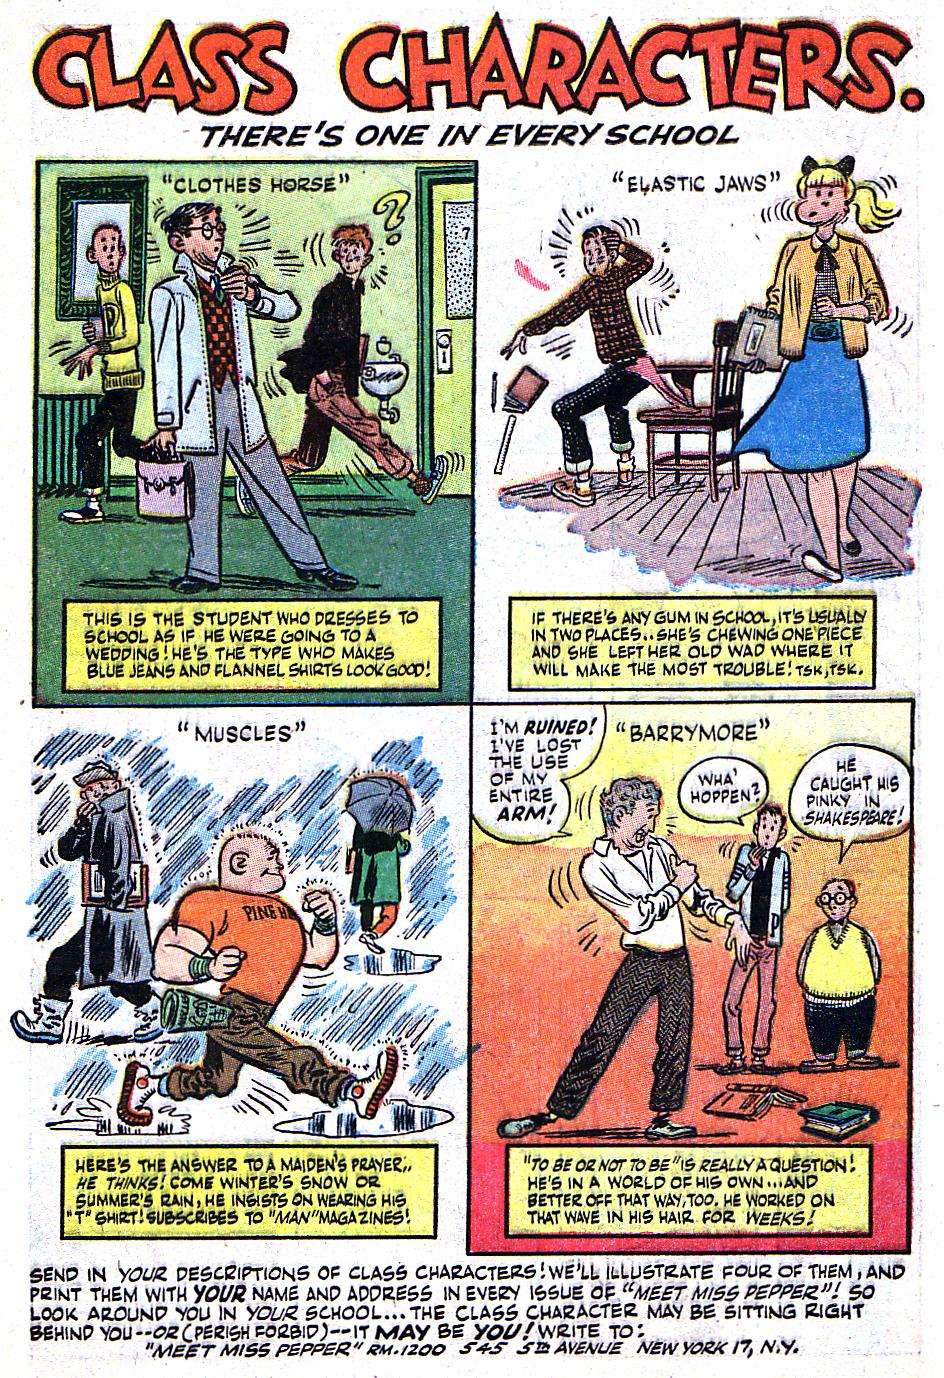 CLASS CHARACTERS.
THERE'S ONE IN EVERY SCHOOL
"CLOTHES HORSE"
?
7
THIS IS THE STUDENT WHO DRESSES TO
SCHOOL AS IF HE WERE GOING TO A
WEDDING! HE'S THE TYPE WHO MAKES
BLUE JEANS AND FLANNEL SHIRTS LOOK GOOD!
"ELASTIC JAWS"
IF THERE'S ANY GUM IN SCHOOL, IT'S USUALLY
IN TWO PLACES.. SHE'S CHEWING ONE PIECE
AND SHE LEFT HER OLD WAD WHERE IT
WILL MAKE THE MOST TROUBLE! TSK, TSK.
"MUSCLES"
PINE H
HERE'S THE ANSWER TO A MAIDEN'S PRAYER,..
HE THINKS! COME WINTER'S SNOW OR
SUMMER'S RAIN, HE INSISTS ON WEARING HIS
"T" SHIRT! SUBSCRIBES TO "MAN" MAGAZINES!
"BARRYMORE"
I'M RUINED!
I'VE LOST
THE USE
OF MY
ENTIRE
ARM!
WHA'
HOPPEN?
HE
CAUGHT HIS
PINKY IN
SHAKESPEARE!
"TO BE OR NOT TO BE" IS REALLY A QUESTION!
HE'S IN A WORLD OF HIS OWN...AND
BETTER OFF THAT WAY, TOO. HE WORKED ON
THAT WAVE IN HIS HAIR FOR WEEKS!
SEND IN YOUR DESCRIPTIONS OF CLASS CHARACTERS! WE'LL ILLUSTRATE FOUR OF THEM, AND
PRINT THEM WITH YOUR NAME AND ADDRESS IN EVERY ISSUE OF "MEET MISS PEPPER"! SO
LOOK AROUND YOU IN YOUR SCHOOL... THE CLASS CHARACTER MAY BE SITTING RIGHT
BEHIND YOU--OR (PERISH FORBID)--IT MAY BE YOU! WRITE TO:
"MEET MISS PEPPER" RM. 1200 545 5TH AVENUE NEW YORK 17, N.Y.